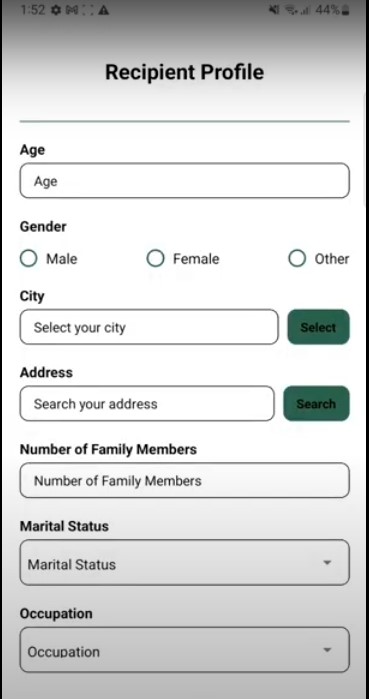 1:52 44%
Recipient Profile
Age
Age
Gender
Male Female Other
City
Select your city Select
Address
Search your address Search
Number of Family Members
Number of Family Members
Marital Status
Marital Status
Occupation
Occupation